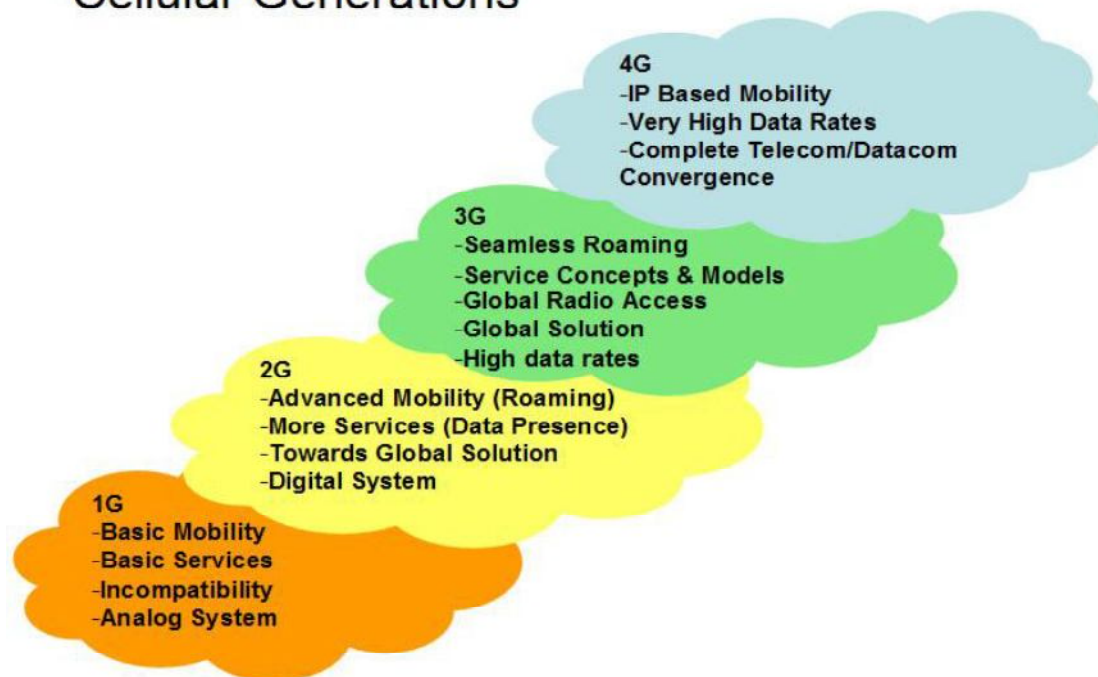 Cellular Generations
4G
-IP Based Mobility
-Very High Data Rates
-Complete Telecom/Datacom
Convergence
3G
-Seamless Roaming
-Service Concepts & Models
-Global Radio Access
-Global Solution
-High data rates
2G
-Advanced Mobility (Roaming)
-More Services (Data Presence)
-Towards Global Solution
-Digital System
1G
-Basic Mobility
-Basic Services
-Incompatibility
-Analog System